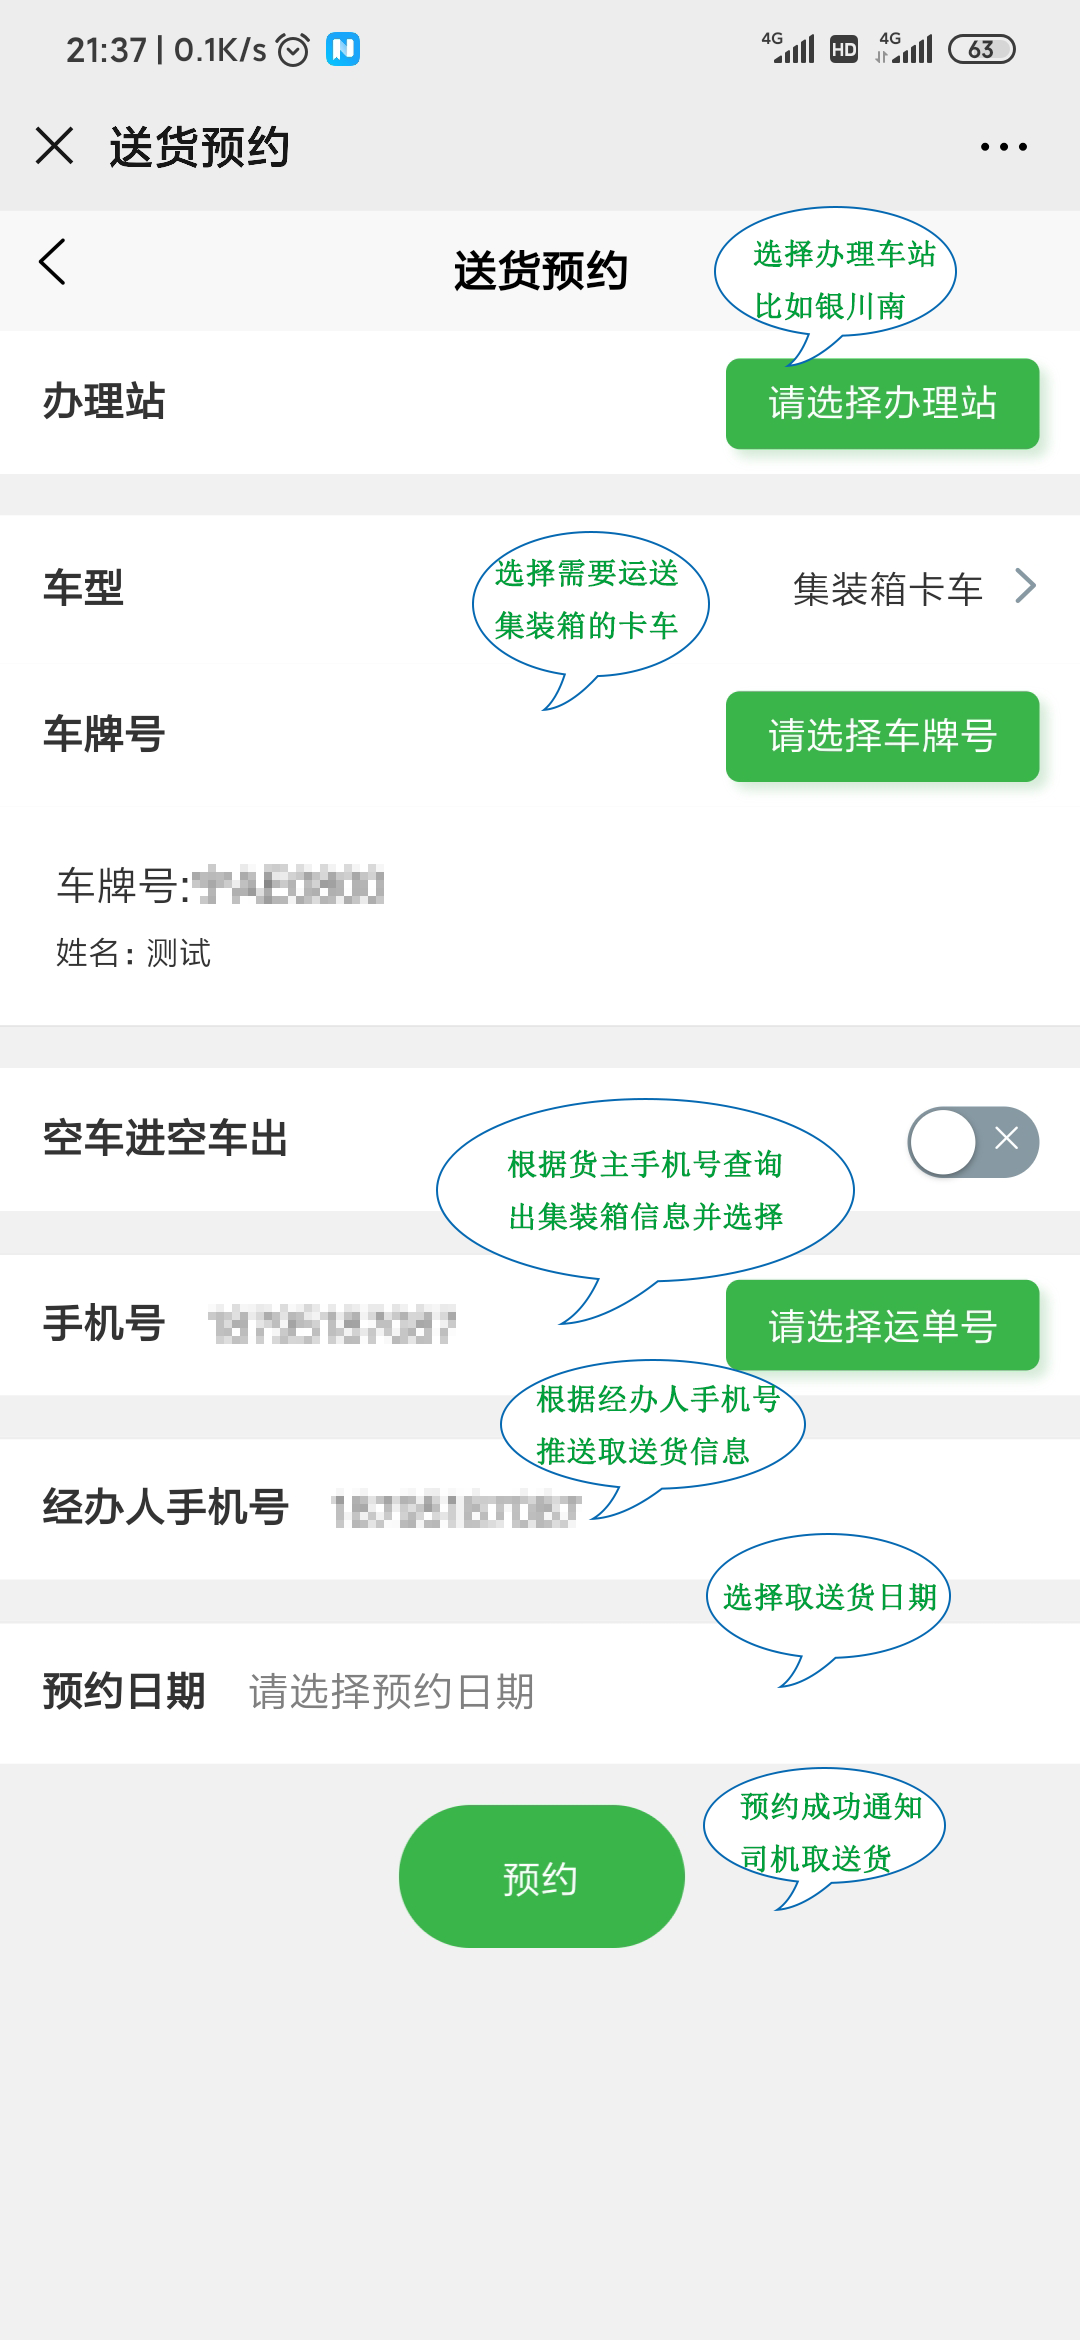 21:37 | 0.1K/s
4G HD 4G 63
送货预约
送货预约
选择办理车站
比如银川南
办理站
请选择办理站
车型
选择需要运送
集装箱的卡车
集装箱卡车
车牌号
请选择车牌号
车牌号:
姓名：测试
空车进空车出
根据货主手机号查询
出集装箱信息并选择
手机号
请选择运单号
根据经办人手机号
推送取送货信息
经办人手机号
选择取送货日期
预约日期 请选择预约日期
预约成功通知
司机取送货
预约